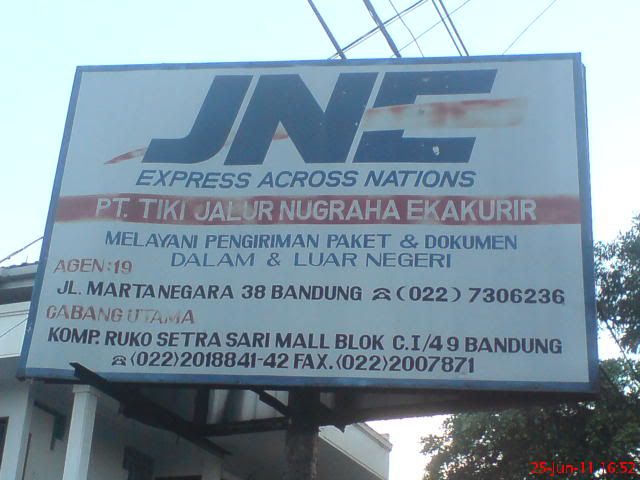 JNE
EXPRESS ACROSS NATIONS
PT. TIKI JALUR NUGRAHA EKAKURIR
MELAYANI PENGIRIMAN PAKET & DOKUMEN
DALAM & LUAR NEGERI
AGEN:19
JL. MARTANEGARA 38 BANDUNG ☎(022) 7306236
CABANG UTAMA
KOMP. RUKO SETRA SARI MALL BLOK C.I/49 BANDUNG
☎(022)2018841-42 FAX.(022)2007871
25-jun-11 16:52